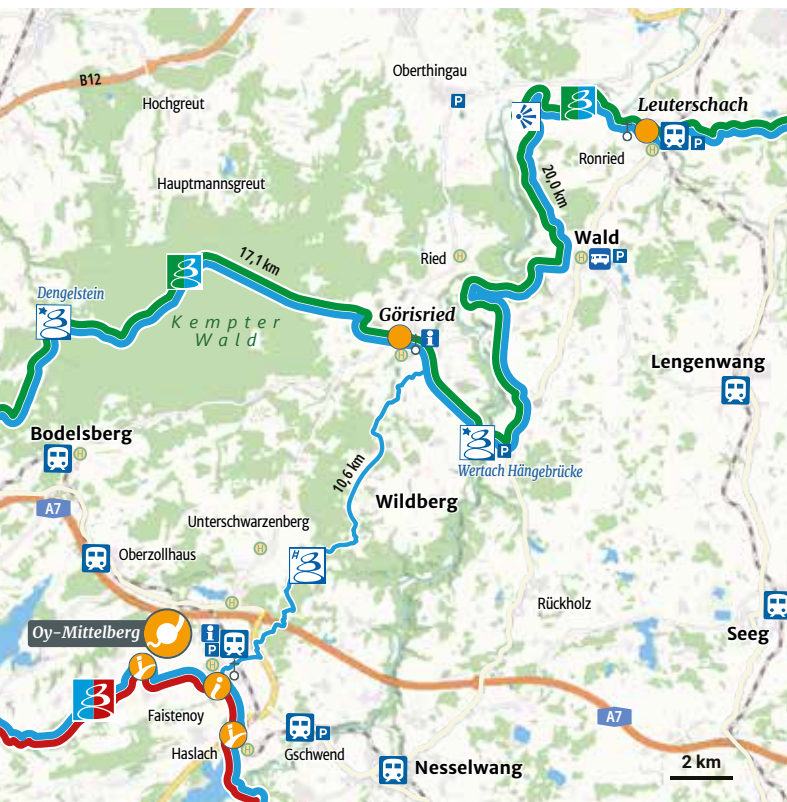 B12
Oberthingau
P
Hochgreut
Leuterschach
H
P
Ronried
Hauptmannsgreut
20,0 km
Wald
H
P
Ried
H
17,1 km
Dengelstein
Kempter
Wald
Görisried
i
H
Lengenwang
Bodelsberg
H
P
Wertach Hängebrücke
10,6 km
Wildberg
A7
Unterschwarzenberg
H
Oberzollhaus
H
H
Rückholz
Oy-Mittelberg
i
P
H
Seeg
i
Faistenoy
A7
Haslach
H
P
Gschwend
Nesselwang
2 km